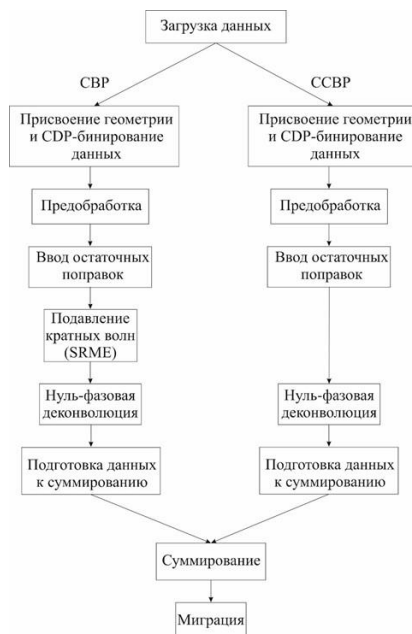 Загрузка данных
СВР
ССВР
Присвоение геометрии
и CDP-бинирование
данных
Присвоение геометрии
и CDP-бинирование
данных
Предобработка
Предобработка
Ввод остаточных
поправок
Ввод остаточных
поправок
Подавление
кратных волн
(SRME)
Нуль-фазовая
деконволюция
Нуль-фазовая
деконволюция
Подготовка данных
к суммированию
Подготовка данных
к суммированию
Суммирование
Миграция